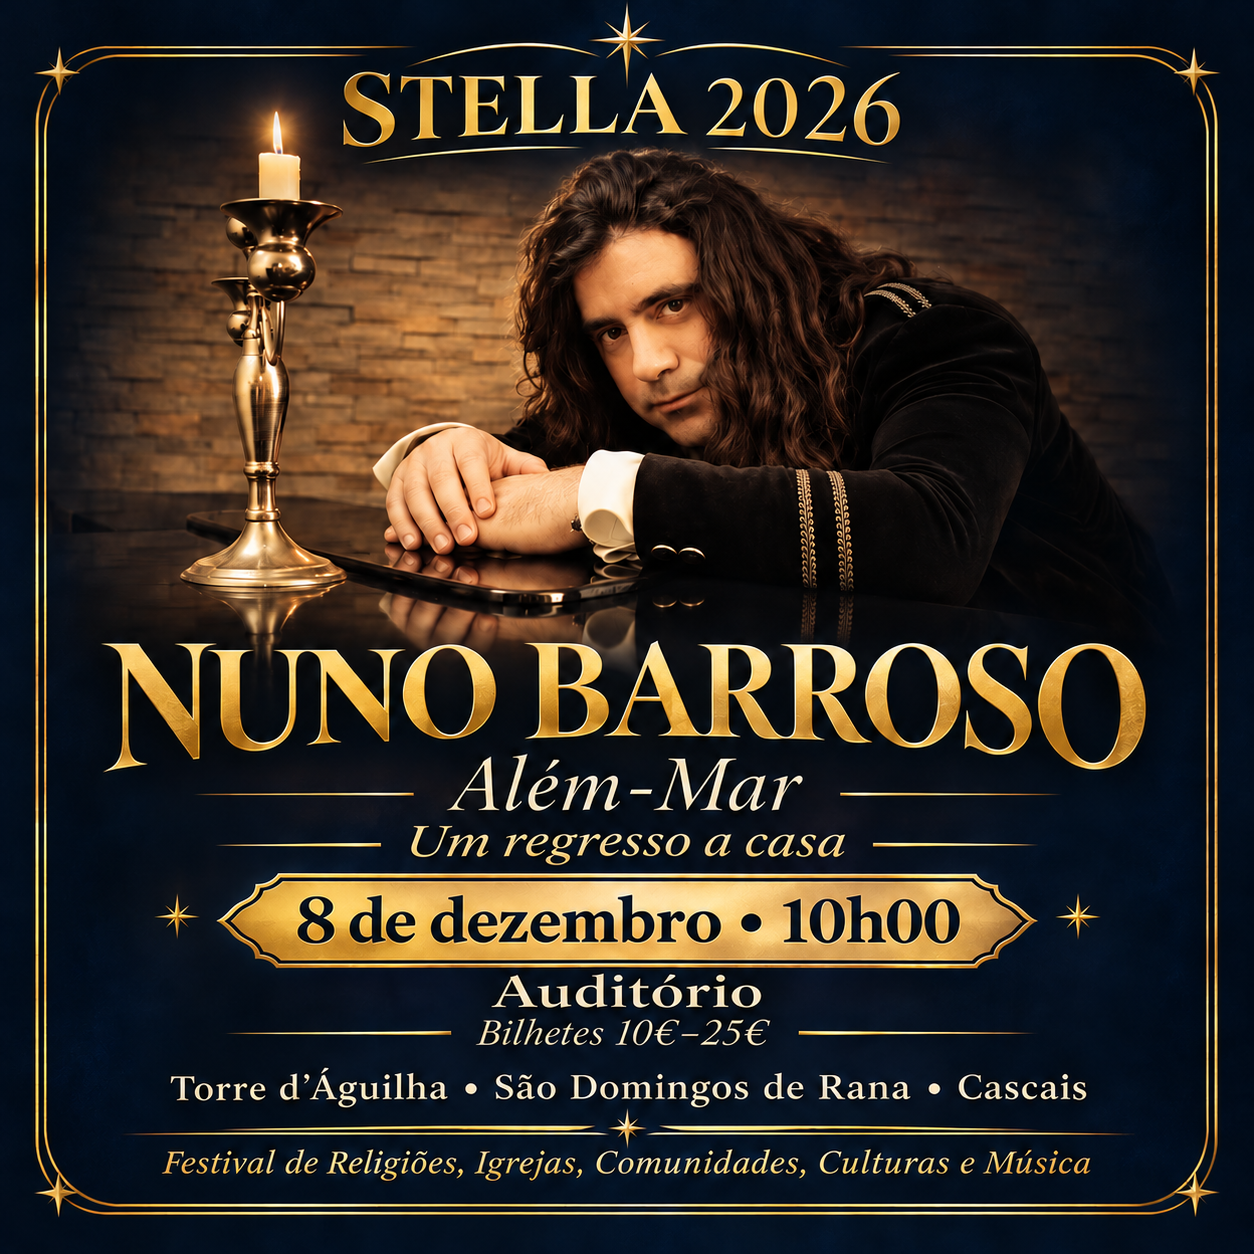 STELLA 2026
NUNO BARROSO
Além-Mar
Um regresso a casa
8 de dezembro • 10h00
Auditório
Bilhetes 10€–25€
Torre d’Águilha • São Domingos de Rana • Cascais
Festival de Religiões, Igrejas, Comunidades, Culturas e Música